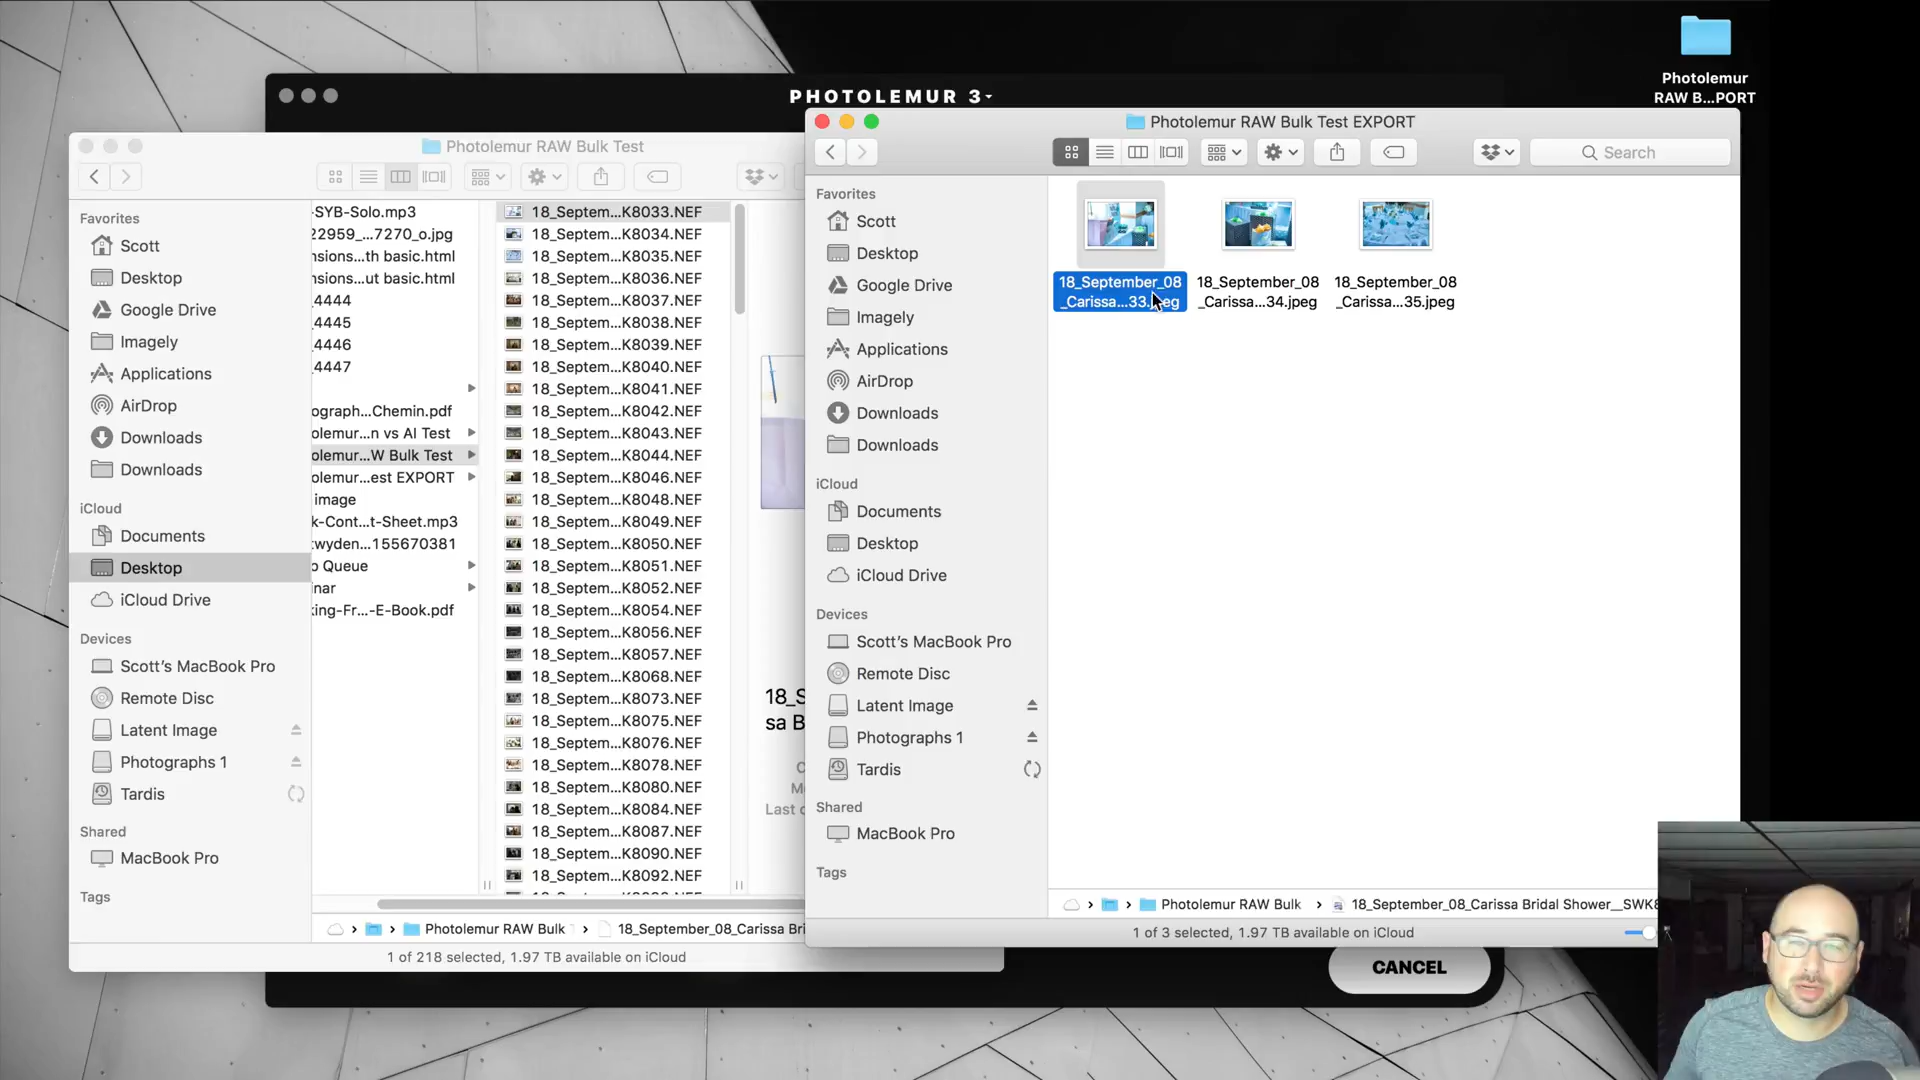 Photolemur
RAW B...PORT
PHOTOLEMUR 3
Photolemur RAW Bulk Test
Favorites
Scott
Desktop
Google Drive
Imagely
Applications
AirDrop
Downloads
Downloads
iCloud
Documents
Desktop
iCloud Drive
Devices
Scott's MacBook Pro
Remote Disc
Latent Image
Photographs 1
Tardis
Shared
MacBook Pro
Tags
-SYB-Solo.mp3
22959_...7270_o.jpg
nsions...th basic.html
nsions...ut basic.html
_4444
_4445
_4446
_4447
ograph...Chemin.pdf
olemur...n vs AI Test
olemur...W Bulk Test
olemur...est EXPORT
image
k-Cont...t-Sheet.mp3
twyden...155670381
o Queue
inar
king-Fr...-E-Book.pdf
18_Septem...K8033.NEF
18_Septem...K8034.NEF
18_Septem...K8035.NEF
18_Septem...K8036.NEF
18_Septem...K8037.NEF
18_Septem...K8038.NEF
18_Septem...K8039.NEF
18_Septem...K8040.NEF
18_Septem...K8041.NEF
18_Septem...K8042.NEF
18_Septem...K8043.NEF
18_Septem...K8044.NEF
18_Septem...K8046.NEF
18_Septem...K8048.NEF
18_Septem...K8049.NEF
18_Septem...K8050.NEF
18_Septem...K8051.NEF
18_Septem...K8052.NEF
18_Septem...K8054.NEF
18_Septem...K8056.NEF
18_Septem...K8057.NEF
18_Septem...K8068.NEF
18_Septem...K8073.NEF
18_Septem...K8075.NEF
18_Septem...K8076.NEF
18_Septem...K8078.NEF
18_Septem...K8080.NEF
18_Septem...K8084.NEF
18_Septem...K8087.NEF
18_Septem...K8090.NEF
18_Septem...K8092.NEF
18_S
sa B
Last
Photolemur RAW Bulk
18_September_08_Carissa Bri
1 of 218 selected, 1.97 TB available on iCloud
Photolemur RAW Bulk Test EXPORT
Search
Favorites
Scott
Desktop
Google Drive
Imagely
Applications
AirDrop
Downloads
Downloads
iCloud
Documents
Desktop
iCloud Drive
Devices
Scott's MacBook Pro
Remote Disc
Latent Image
Photographs 1
Tardis
Shared
MacBook Pro
Tags
18_September_08
_Carissa...33.jpeg
18_September_08
_Carissa...34.jpeg
18_September_08
_Carissa...35.jpeg
Photolemur RAW Bulk
18_September_08_Carissa Bridal Shower__SWK8
1 of 3 selected, 1.97 TB available on iCloud
CANCEL